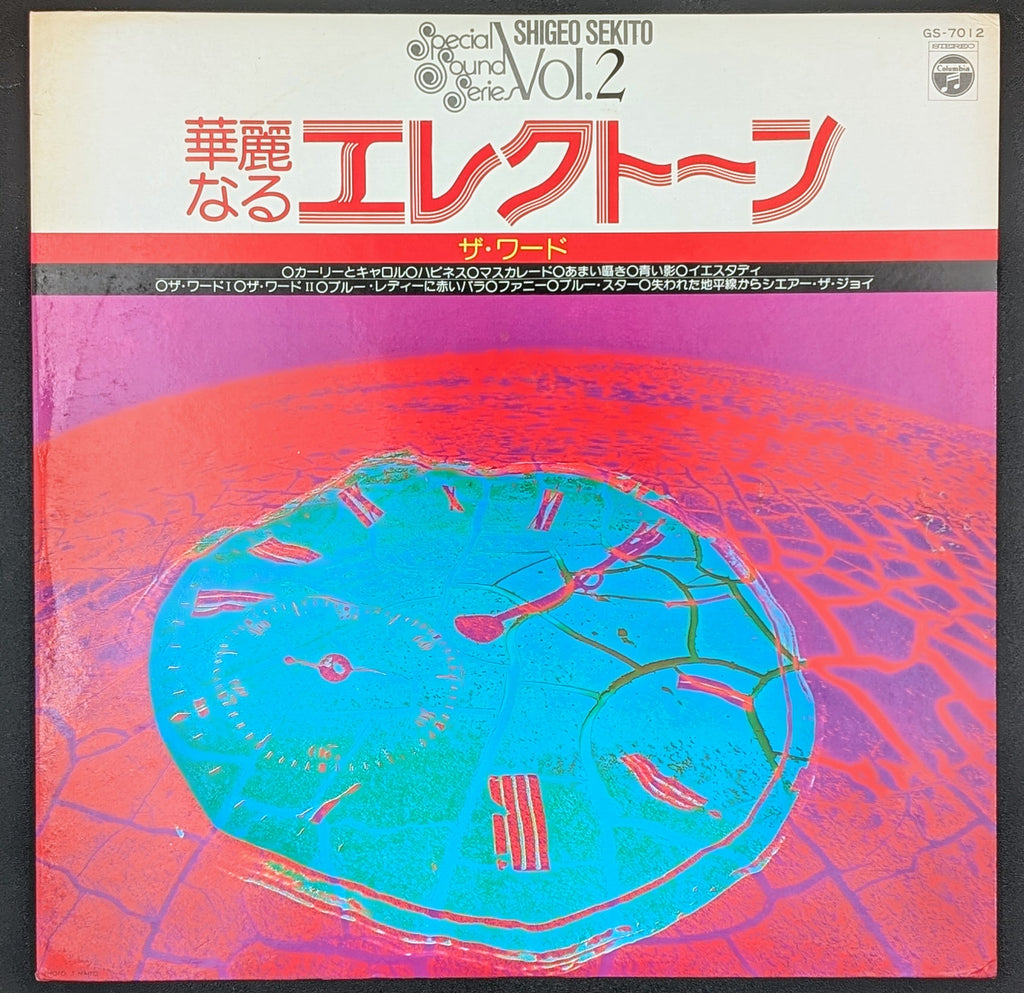 Special Sound Series
SHIGEO SEKITO
Vol.2
GS-7012
STEREO
Columbia
華麗なる
エレクトーン
ザ・ワード
○カーリーとキャロル○ハピネス○マスカレード○あまい囁き○青い影○イエスタディ
○ザ・ワードⅠ○ザ・ワードⅡ○ブルー・レディーに赤いバラ○ファニー○ブルー・スター○失われた地平線からシエアー・ザ・ジョイ